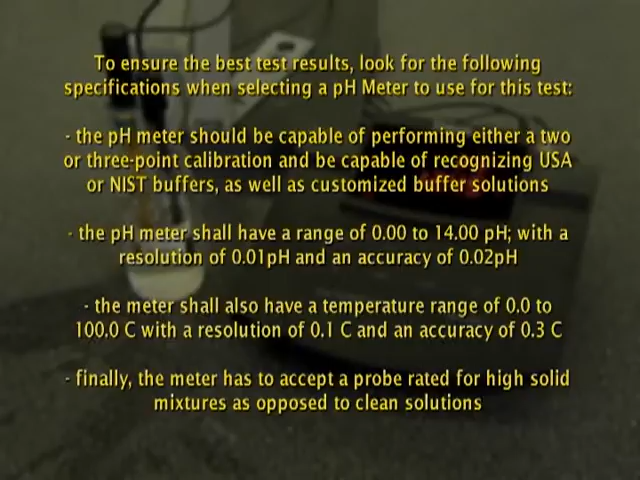 To ensure the best test results, look for the following
specifications when selecting a pH Meter to use for this test:
- the pH meter should be capable of performing either a two
or three-point calibration and be capable of recognizing USA
or NIST buffers, as well as customized buffer solutions
- the pH meter shall have a range of 0.00 to 14.00 pH; with a
resolution of 0.01pH and an accuracy of 0.02pH
- the meter shall also have a temperature range of 0.0 to
100.0 C with a resolution of 0.1 C and an accuracy of 0.3 C
- finally, the meter has to accept a probe rated for high solid
mixtures as opposed to clean solutions